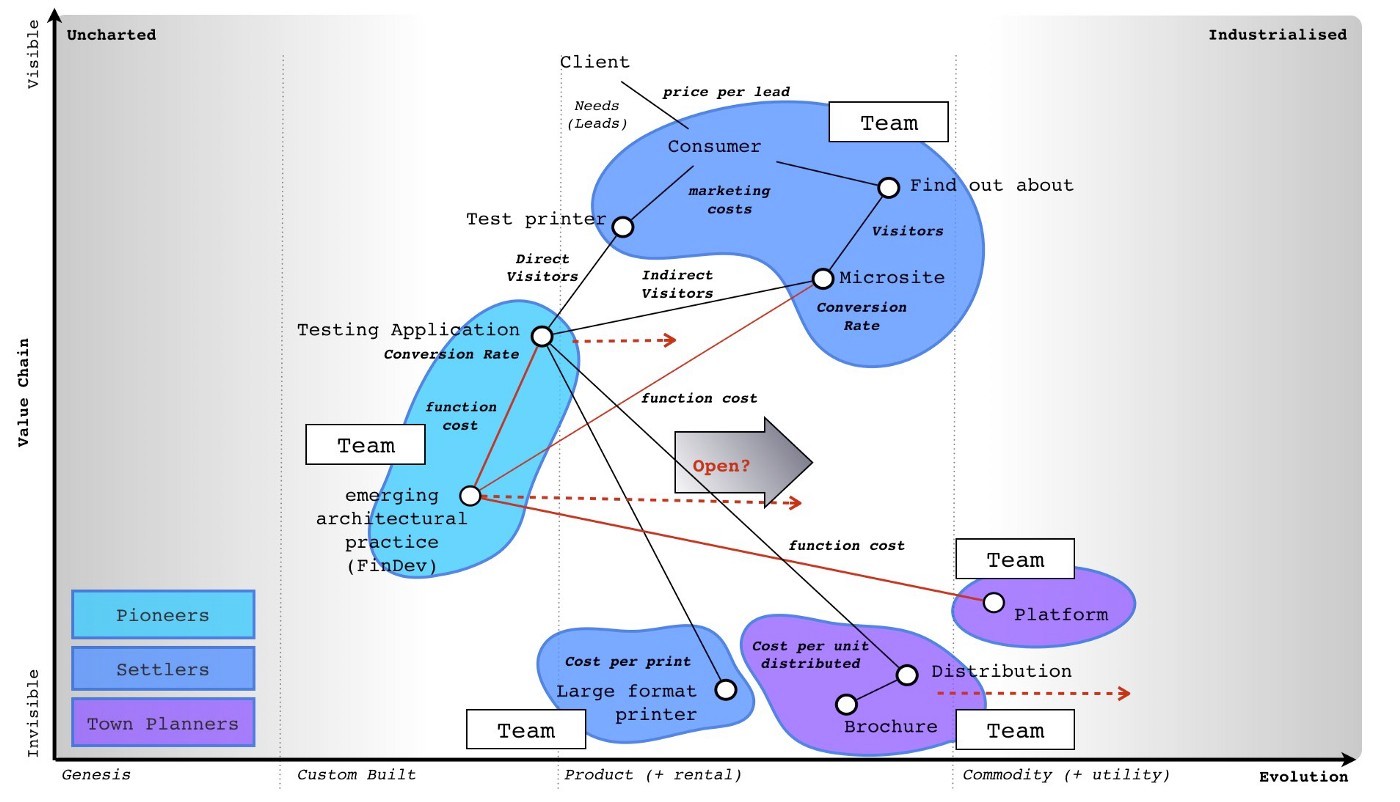 Visible
Uncharted
Industrialised
Client
price per lead
Needs
(Leads)
Team
Consumer
Find out about
marketing
costs
Test printer
Visitors
Direct
Visitors
Indirect
Visitors
Microsite
Conversion
Rate
Testing Application
Conversion Rate
Value Chain
function cost
function
cost
Team
Open?
emerging
architectural
practice
(FinDev)
function cost
Team
Platform
Pioneers
Settlers
Town Planners
Cost per print
Large format
printer
Cost per unit
distributed
Distribution
Brochure
Team
Team
Invisible
Genesis
Custom Built
Product (+ rental)
Commodity (+ utility)
Evolution